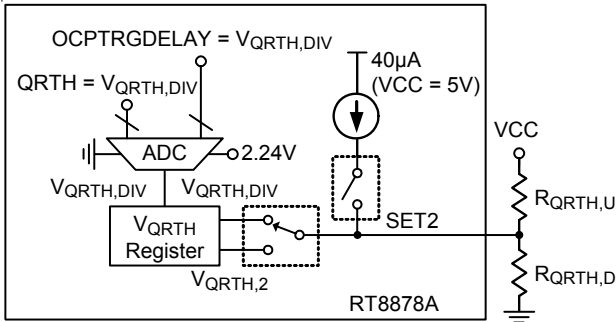 OCPTRGDELAY = VQRTH,DIV
QRTH = VQRTH,DIV
40µA
(VCC = 5V)
VCC
ADC
2.24V
VQRTH,DIV
VQRTH,DIV
RQRTH,U
VQRTH
Register
SET2
VQRTH,2
RQRTH,D
RT8878A